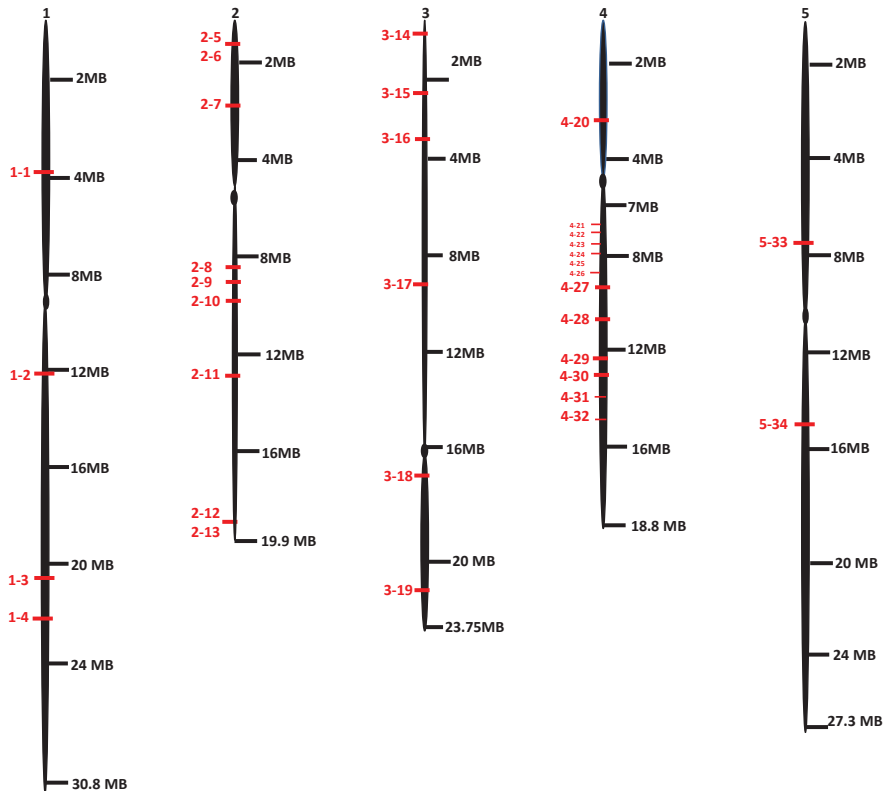 1
2MB
1-1
4MB
8MB
12MB
1-2
16MB
20 MB
1-3
1-4
24 MB
30.8 MB
2
2-5
2-6
2MB
2-7
4MB
8MB
2-8
2-9
2-10
12MB
2-11
16MB
2-12
2-13
19.9 MB
3
3-14
2MB
3-15
3-16
4MB
8MB
3-17
12MB
16MB
3-18
20 MB
3-19
23.75MB
4
2MB
4-20
4MB
7MB
4-21
4-22
4-23
4-24
8MB
4-25
4-26
4-27
4-28
12MB
4-29
4-30
4-31
4-32
16MB
18.8 MB
5
2MB
4MB
5-33
8MB
12MB
5-34
16MB
20 MB
24 MB
27.3 MB